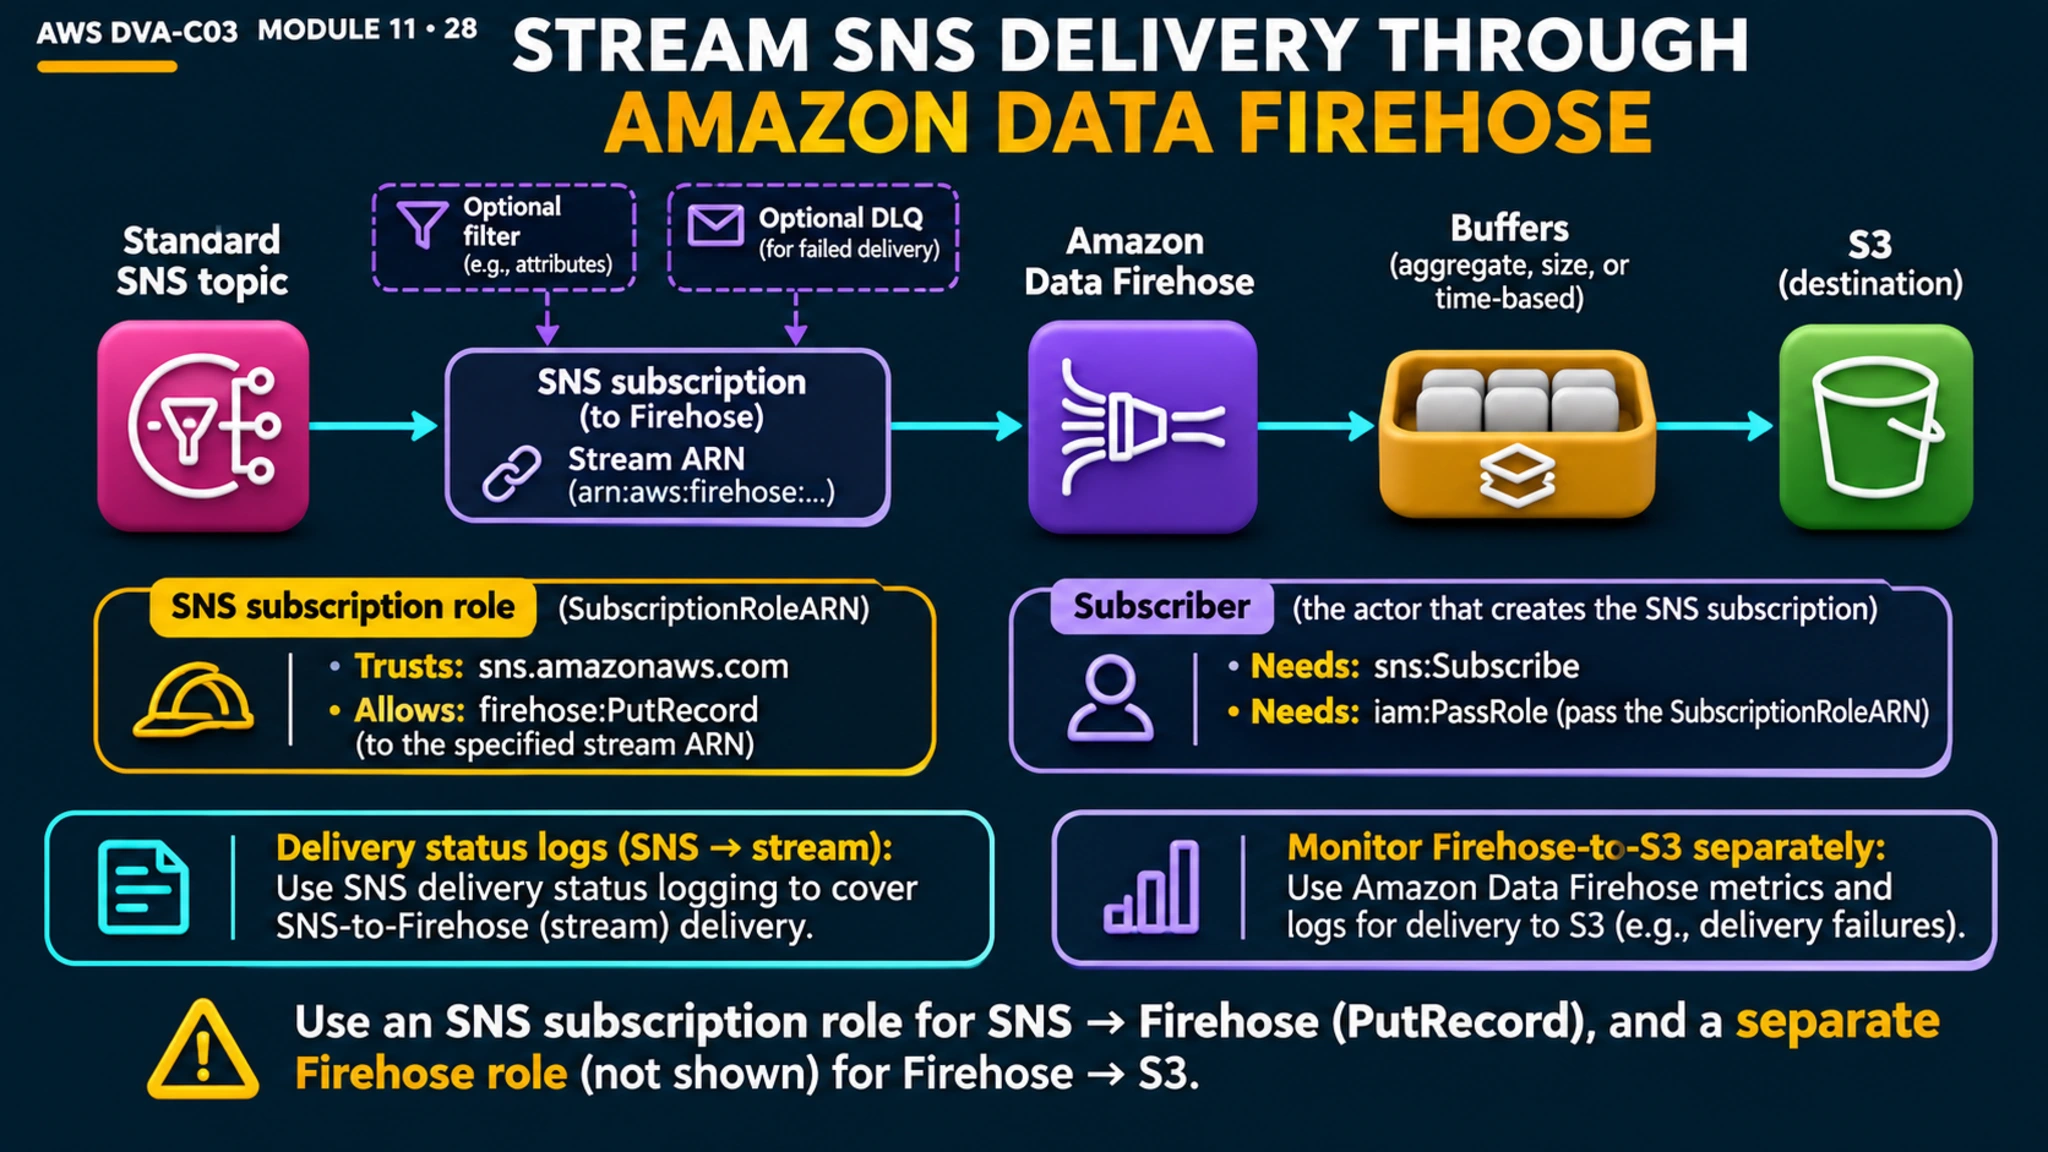 AWS DVA-C03 MODULE 11 • 28
STREAM SNS DELIVERY THROUGH
AMAZON DATA FIREHOSE
Standard
SNS topic
Optional
filter
(e.g., attributes)
Optional DLQ
(for failed delivery)
SNS subscription
(to Firehose)
Stream ARN
(arn:aws:firehose:...)
Amazon
Data Firehose
Buffers
(aggregate, size, or
time-based)
S3
(destination)
SNS subscription role (SubscriptionRoleARN)
• Trusts: sns.amazonaws.com
• Allows: firehose:PutRecord
(to the specified stream ARN)
Subscriber (the actor that creates the SNS subscription)
• Needs: sns:Subscribe
• Needs: iam:PassRole (pass the SubscriptionRoleARN)
Delivery status logs (SNS → stream):
Use SNS delivery status logging to cover
SNS-to-Firehose (stream) delivery.
Monitor Firehose-to-S3 separately:
Use Amazon Data Firehose metrics and
logs for delivery to S3 (e.g., delivery failures).
Use an SNS subscription role for SNS → Firehose (PutRecord), and a separate
Firehose role (not shown) for Firehose → S3.